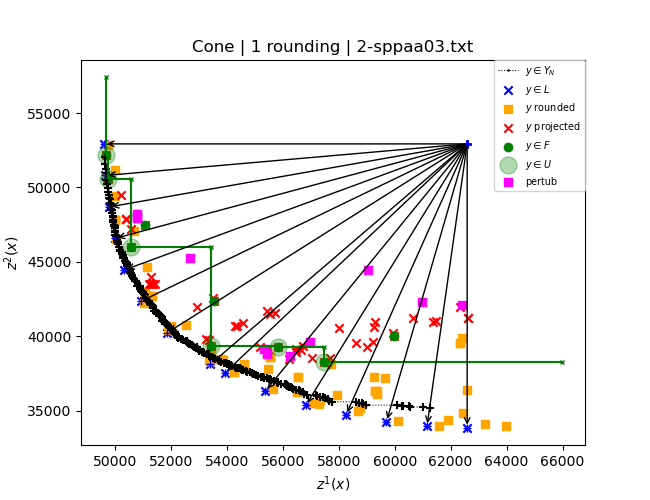 Cone | 1 rounding | 2-sppaa03.txt
y ∈ Y_N
y ∈ L
y rounded
y projected
y ∈ F
y ∈ U
pertub
z²(x)
55000
50000
45000
40000
35000
50000 52000 54000 56000 58000 60000 62000 64000 66000
z¹(x)